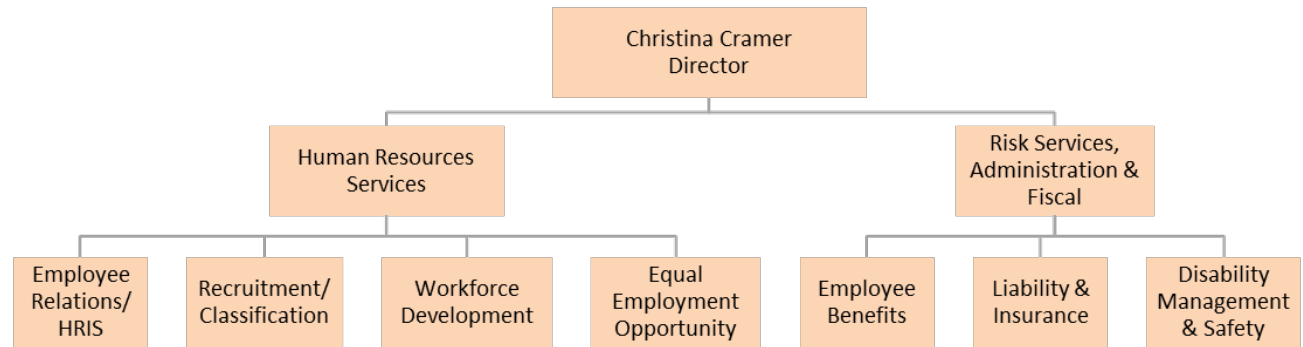 Christina Cramer
Director
Human Resources
Services
Risk Services,
Administration &
Fiscal
Employee
Relations/
HRIS
Recruitment/
Classification
Workforce
Development
Equal
Employment
Opportunity
Employee
Benefits
Liability &
Insurance
Disability
Management
& Safety